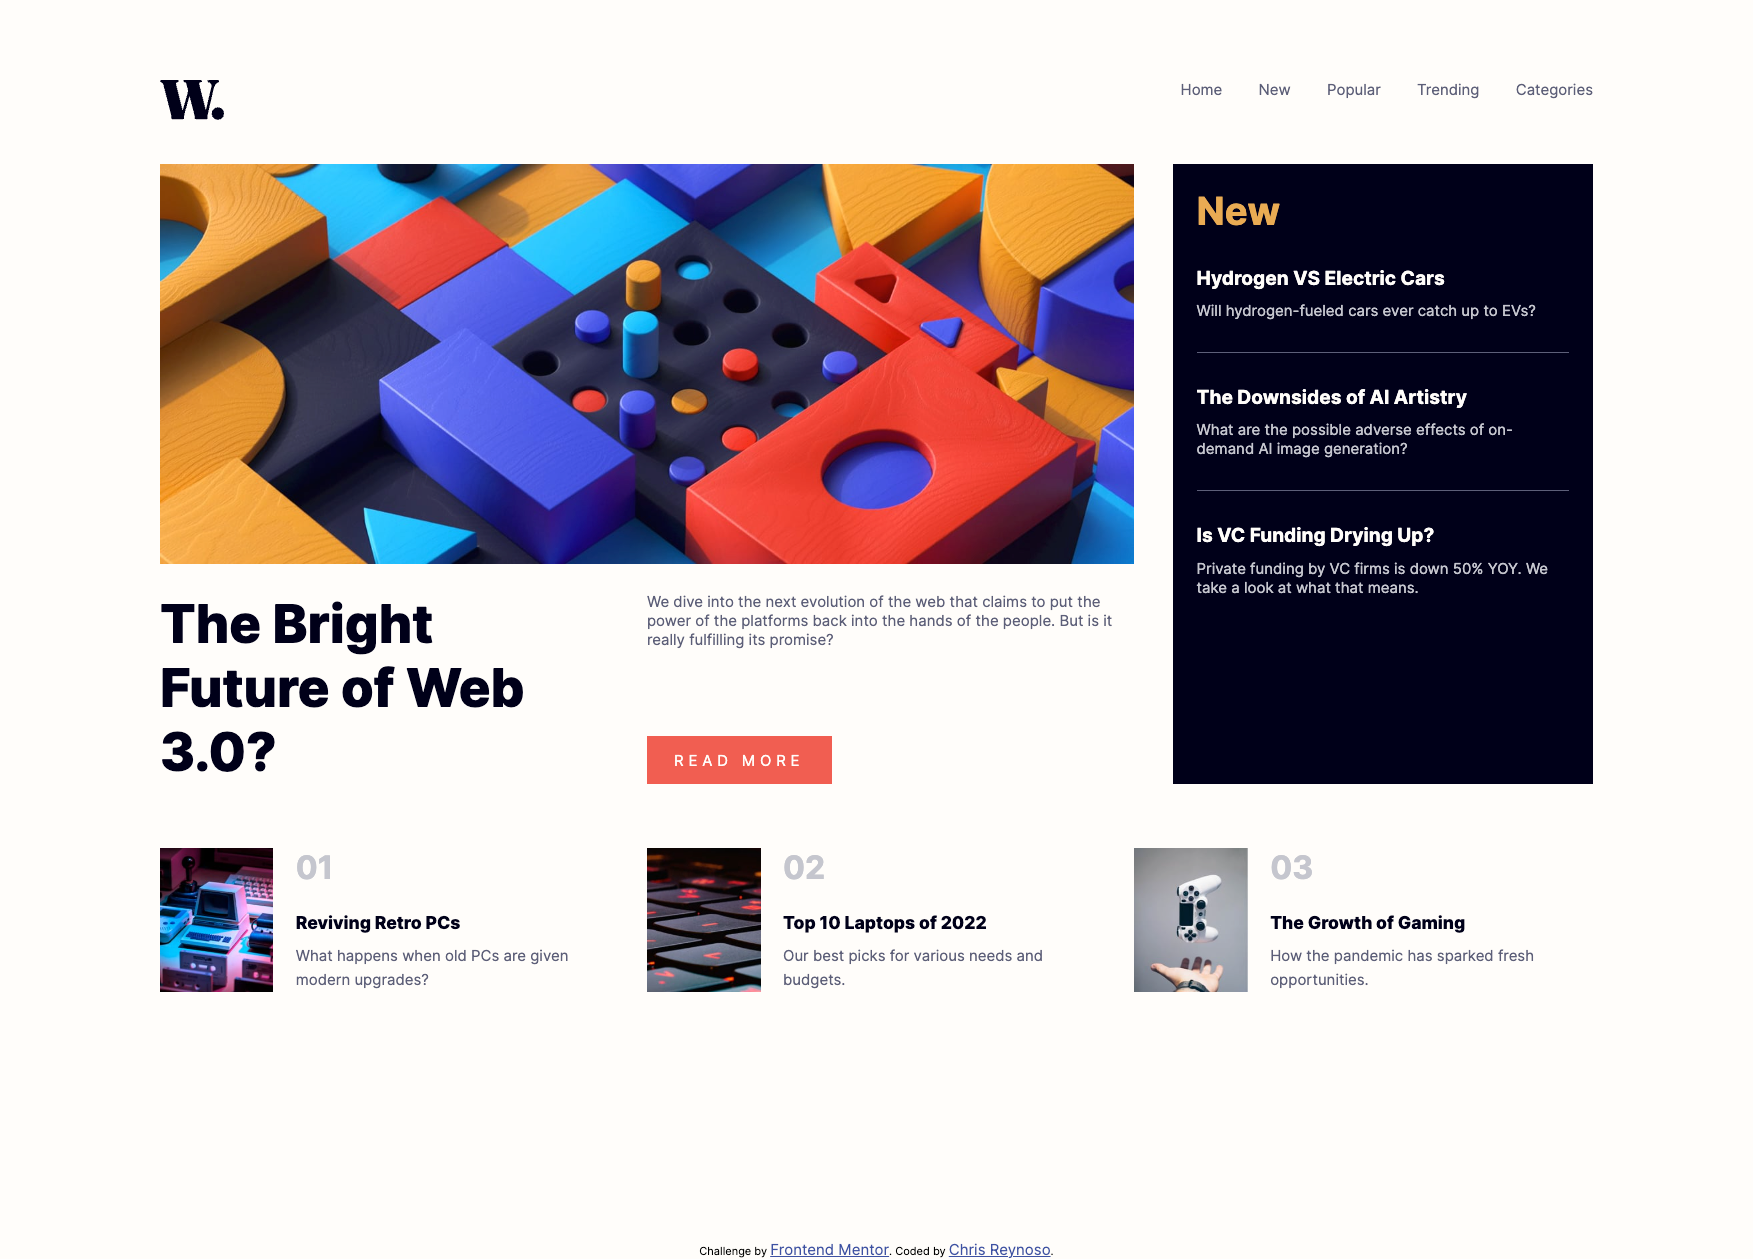 W.
Home New Popular Trending Categories
New
Hydrogen VS Electric Cars
Will hydrogen-fueled cars ever catch up to EVs?
The Downsides of AI Artistry
What are the possible adverse effects of on-
demand AI image generation?
Is VC Funding Drying Up?
Private funding by VC firms is down 50% YOY. We
take a look at what that means.
The Bright
Future of Web
3.0?
We dive into the next evolution of the web that claims to put the
power of the platforms back into the hands of the people. But is it
really fulfilling its promise?
READ MORE
01
Reviving Retro PCs
What happens when old PCs are given
modern upgrades?
02
Top 10 Laptops of 2022
Our best picks for various needs and
budgets.
03
The Growth of Gaming
How the pandemic has sparked fresh
opportunities.
Challenge by Frontend Mentor. Coded by Chris Reynoso.